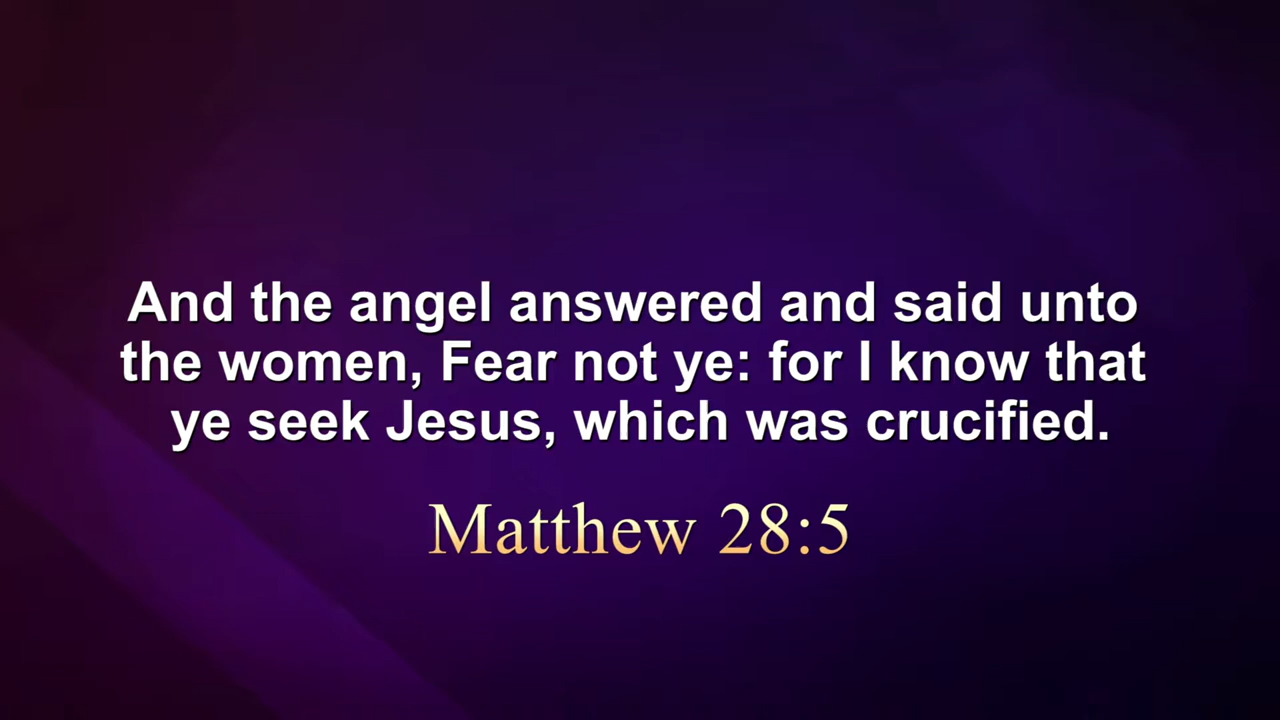 And the angel answered and said unto
the women, Fear not ye: for I know that
ye seek Jesus, which was crucified.
Matthew 28:5